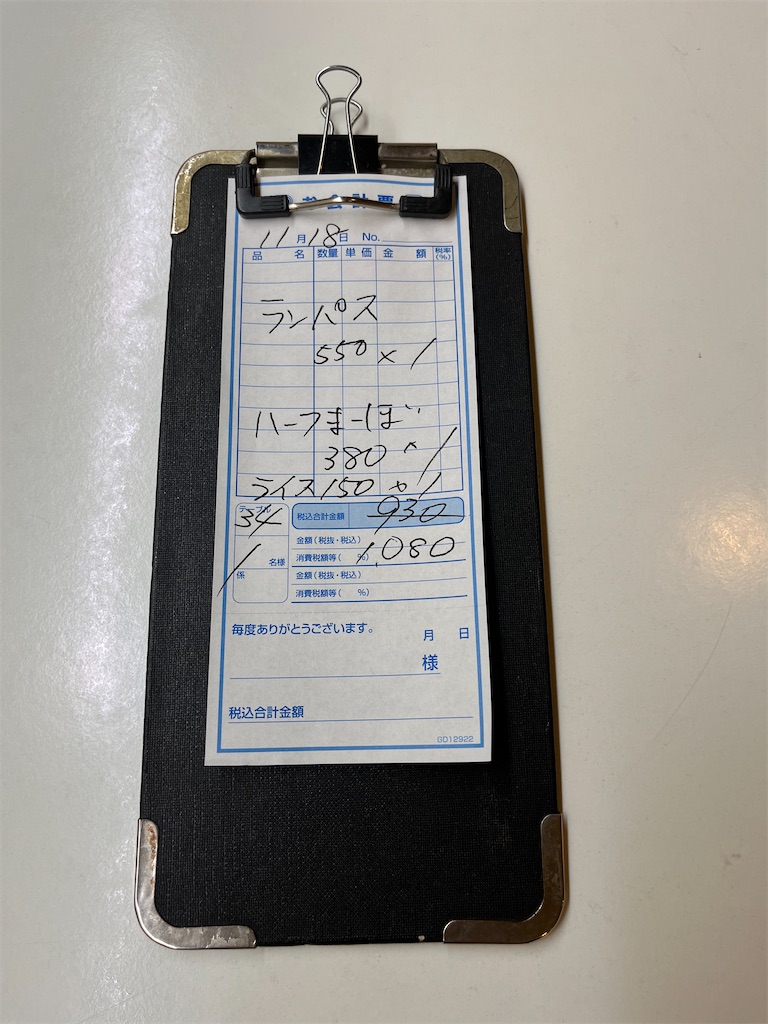 お会計票
11月18日 No.
品名 数量 単価 金額 税率(%)
ランパス
550 × 1
ハーフまーぼ
380 × 1
ライス150 × 1
テーブル 税込合計金額 930
34 金額(税抜・税込)
消費税額等( %) 1,080
1 名様 金額(税抜・税込)
係 消費税額等( %)
毎度ありがとうございます。 月 日
様
税込合計金額
GD12922